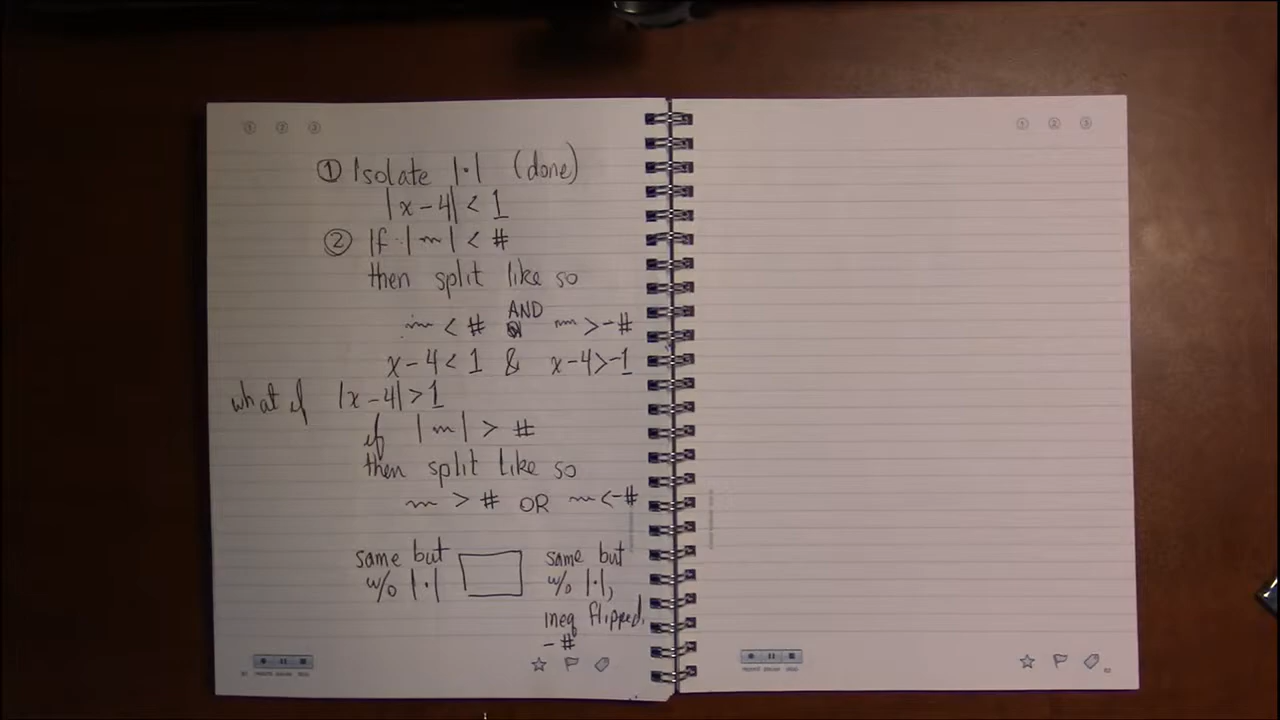 ① Isolate |·| (done)
|x-4| < 1
② If |m| < #
then split like so
AND
m < # m > -#
x-4 < 1 & x-4 > -1
what if |x-4| > 1
if |m| > #
then split like so
m > # OR m < -#
same but same but
w/o |·| w/o |·|,
ineq flipped,
-#